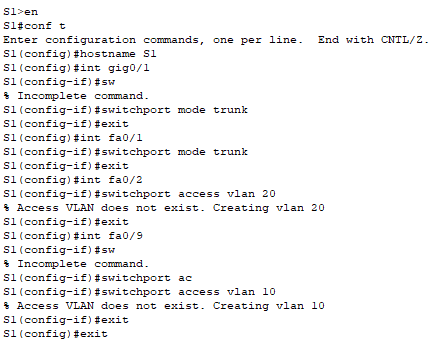 S1>en
S1#conf t
Enter configuration commands, one per line.  End with CNTL/Z.
S1(config)#hostname S1
S1(config)#int gig0/1
S1(config-if)#sw
% Incomplete command.
S1(config-if)#switchport mode trunk
S1(config-if)#exit
S1(config)#int fa0/1
S1(config-if)#switchport mode trunk
S1(config-if)#exit
S1(config)#int fa0/2
S1(config-if)#switchport access vlan 20
% Access VLAN does not exist. Creating vlan 20
S1(config-if)#exit
S1(config)#int fa0/9
S1(config-if)#sw
% Incomplete command.
S1(config-if)#switchport ac
S1(config-if)#switchport access vlan 10
% Access VLAN does not exist. Creating vlan 10
S1(config-if)#exit
S1(config)#exit